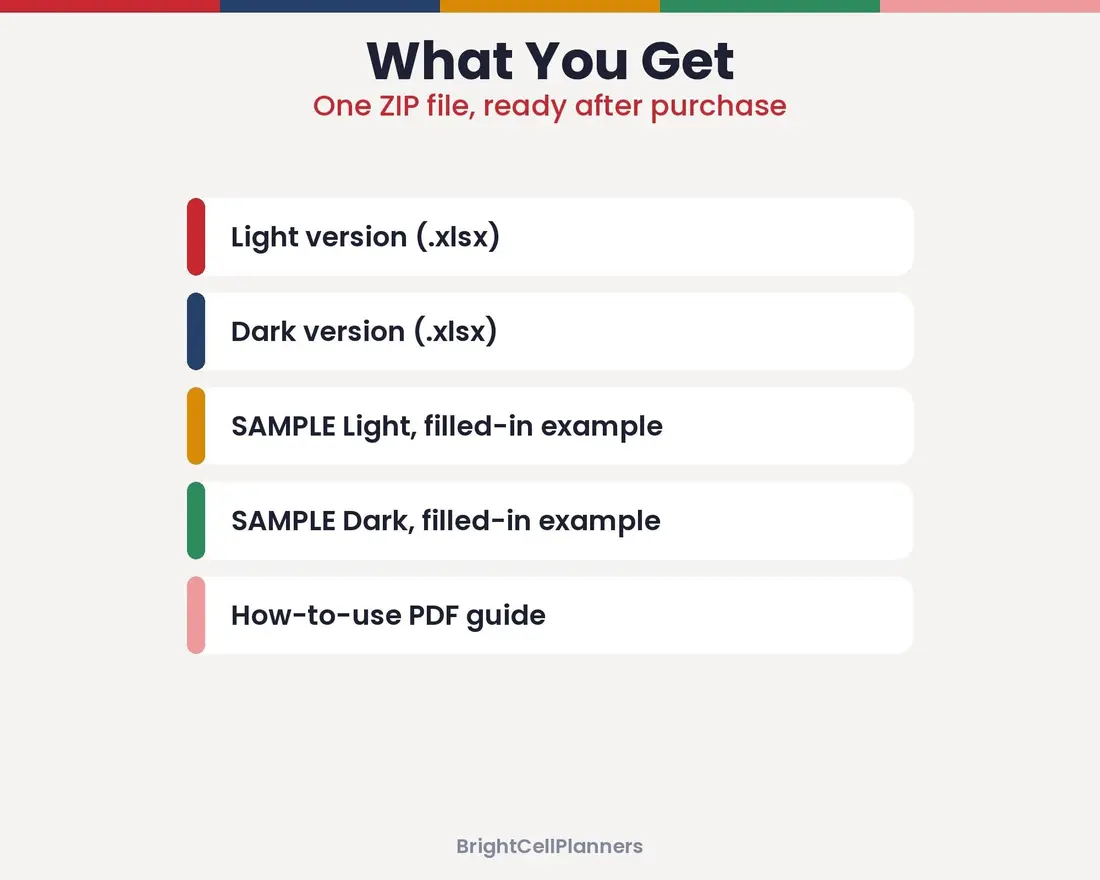 What You Get
One ZIP file, ready after purchase
Light version (.xlsx)
Dark version (.xlsx)
SAMPLE Light, filled-in example
SAMPLE Dark, filled-in example
How-to-use PDF guide
BrightCellPlanners